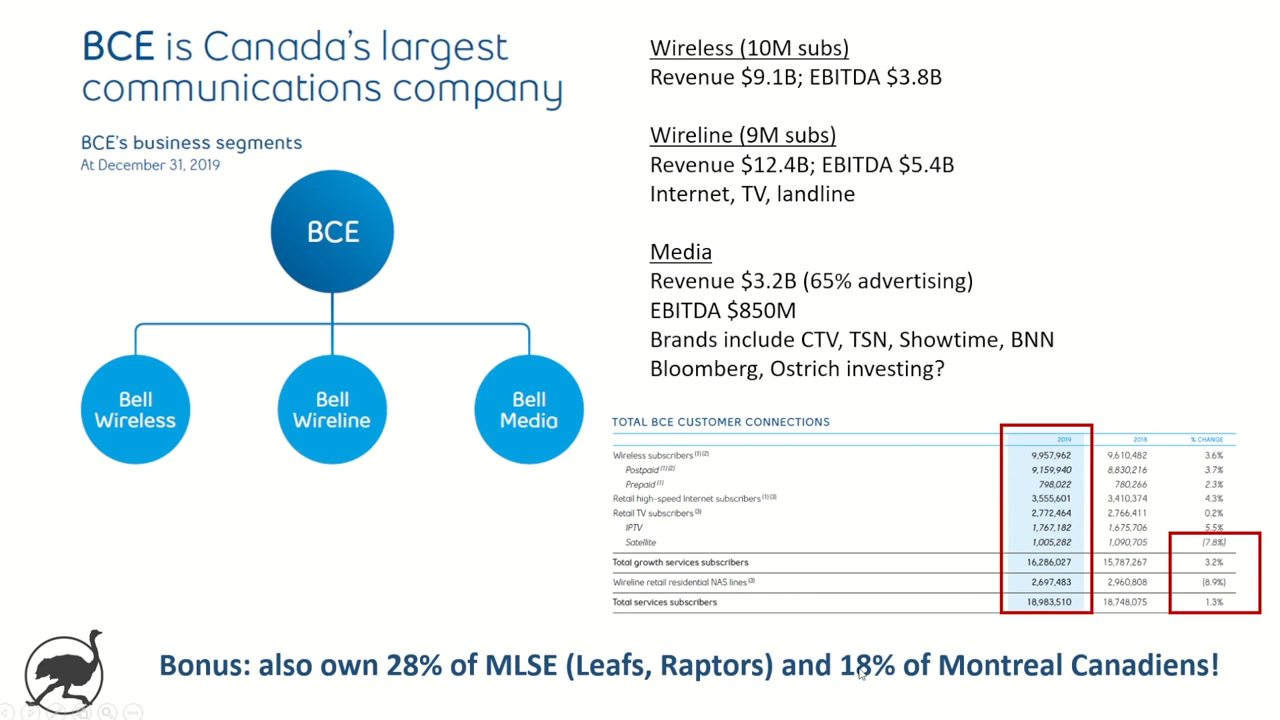 BCE is Canada's largest
communications company
BCE's business segments
At December 31, 2019
BCE
Bell
Wireless
Bell
Wireline
Bell
Media
Wireless (10M subs)
Revenue $9.1B; EBITDA $3.8B
Wireline (9M subs)
Revenue $12.4B; EBITDA $5.4B
Internet, TV, landline
Media
Revenue $3.2B (65% advertising)
EBITDA $850M
Brands include CTV, TSN, Showtime, BNN
Bloomberg, Ostrich investing?
TOTAL BCE CUSTOMER CONNECTIONS
2019 2018 % CHANGE
Wireless subscribers (1) (2) 9,957,962 9,610,482 3.6%
Postpaid (1) (2) 9,159,940 8,830,216 3.7%
Prepaid (1) 798,022 780,266 2.3%
Retail high-speed Internet subscribers (1) (3) 3,555,601 3,410,374 4.3%
Retail TV subscribers (3) 2,772,464 2,766,411 0.2%
IPTV 1,767,182 1,675,706 5.5%
Satellite 1,005,282 1,090,705 (7.8%)
Total growth services subscribers 16,286,027 15,787,267 3.2%
Wireline retail residential NAS lines (3) 2,697,483 2,960,808 (8.9%)
Total services subscribers 18,983,510 18,748,075 1.3%
Bonus: also own 28% of MLSE (Leafs, Raptors) and 18% of Montreal Canadiens!